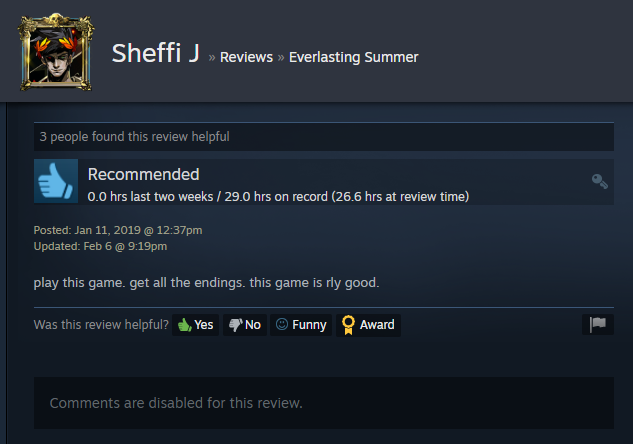 Sheffi J » Reviews » Everlasting Summer
3 people found this review helpful
Recommended
0.0 hrs last two weeks / 29.0 hrs on record (26.6 hrs at review time)
Posted: Jan 11, 2019 @ 12:37pm
Updated: Feb 6 @ 9:19pm
play this game. get all the endings. this game is rly good.
Was this review helpful? Yes No Funny Award
Comments are disabled for this review.